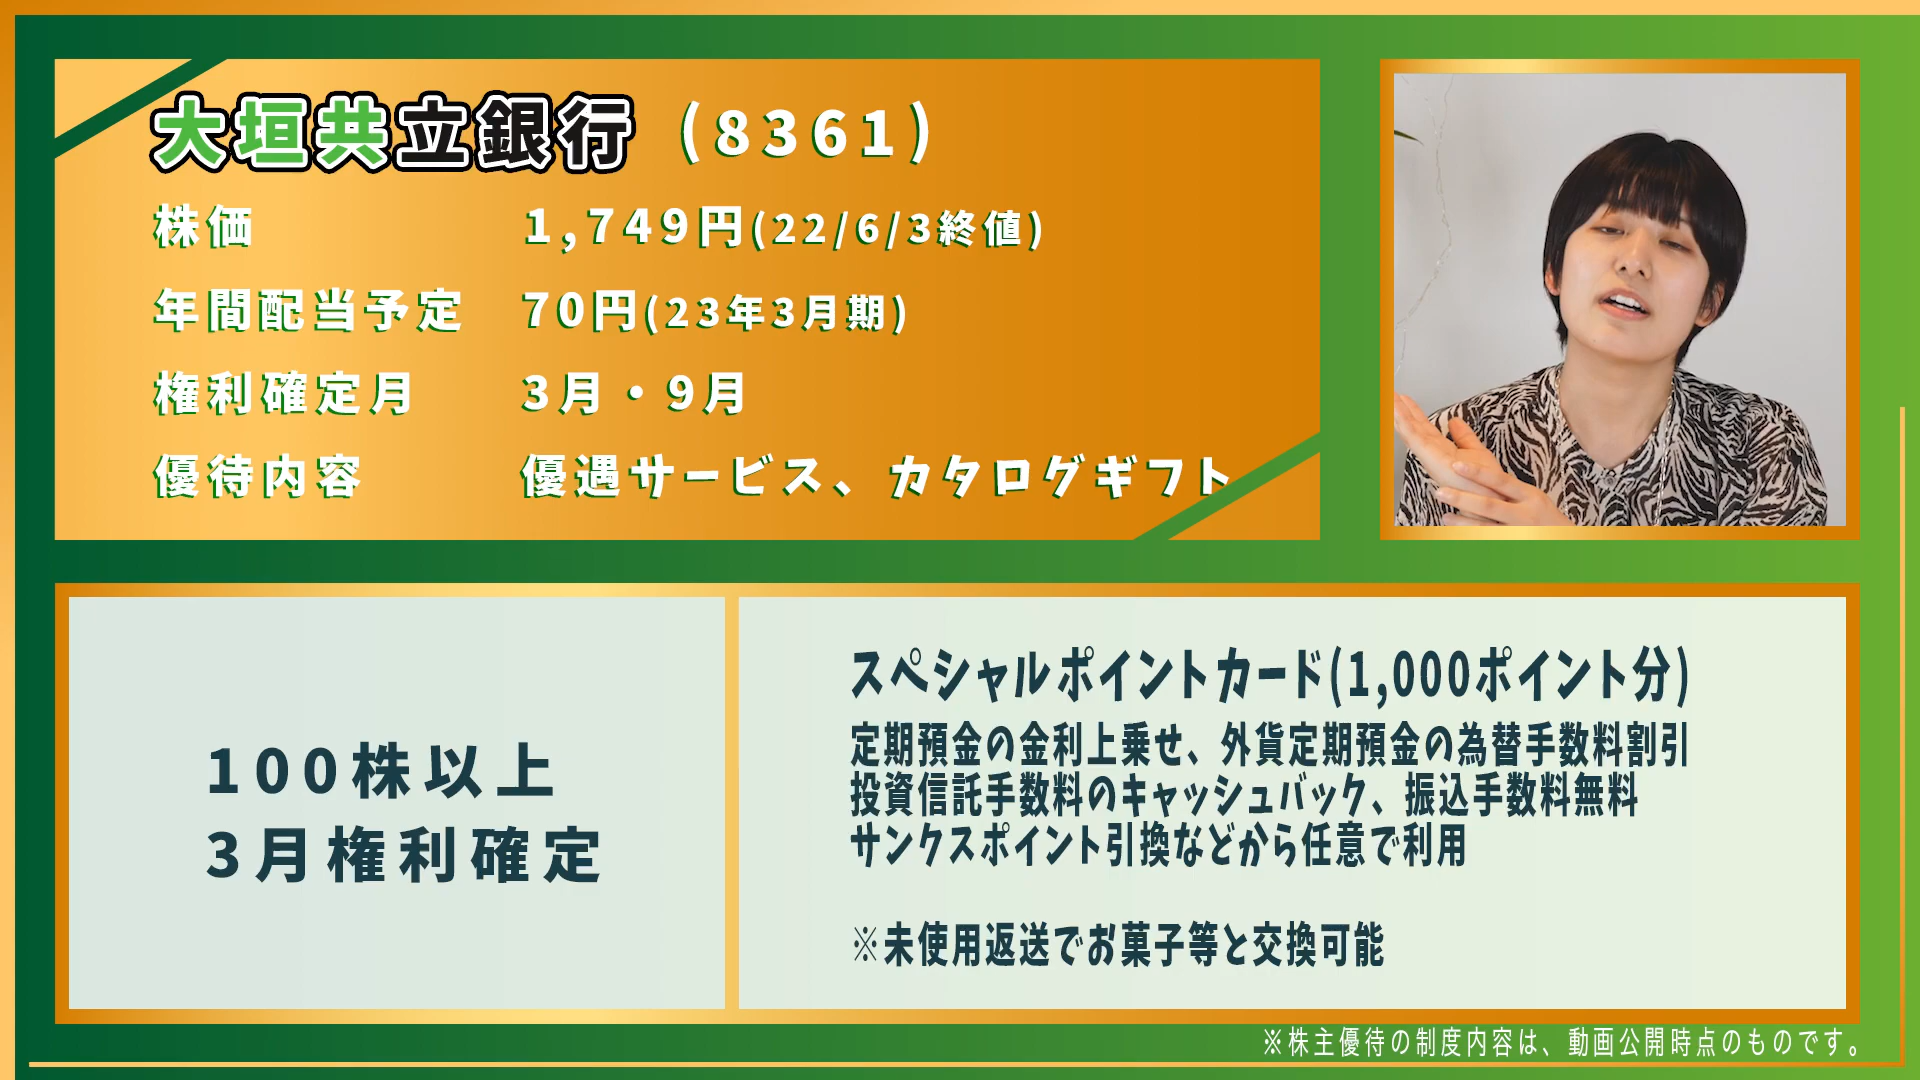 大垣共立銀行(8361)
株価 1,749円(22/6/3終値)
年間配当予定 70円(23年3月期)
権利確定月 3月・9月
優待内容 優遇サービス、カタログギフト
100株以上
3月権利確定
スペシャルポイントカード(1,000ポイント分)
定期預金の金利上乗せ、外貨定期預金の為替手数料割引
投資信託手数料のキャッシュバック、振込手数料無料
サンクスポイント引換などから任意で利用
※未使用返送でお菓子等と交換可能
※株主優待の制度内容は、動画公開時点のものです。